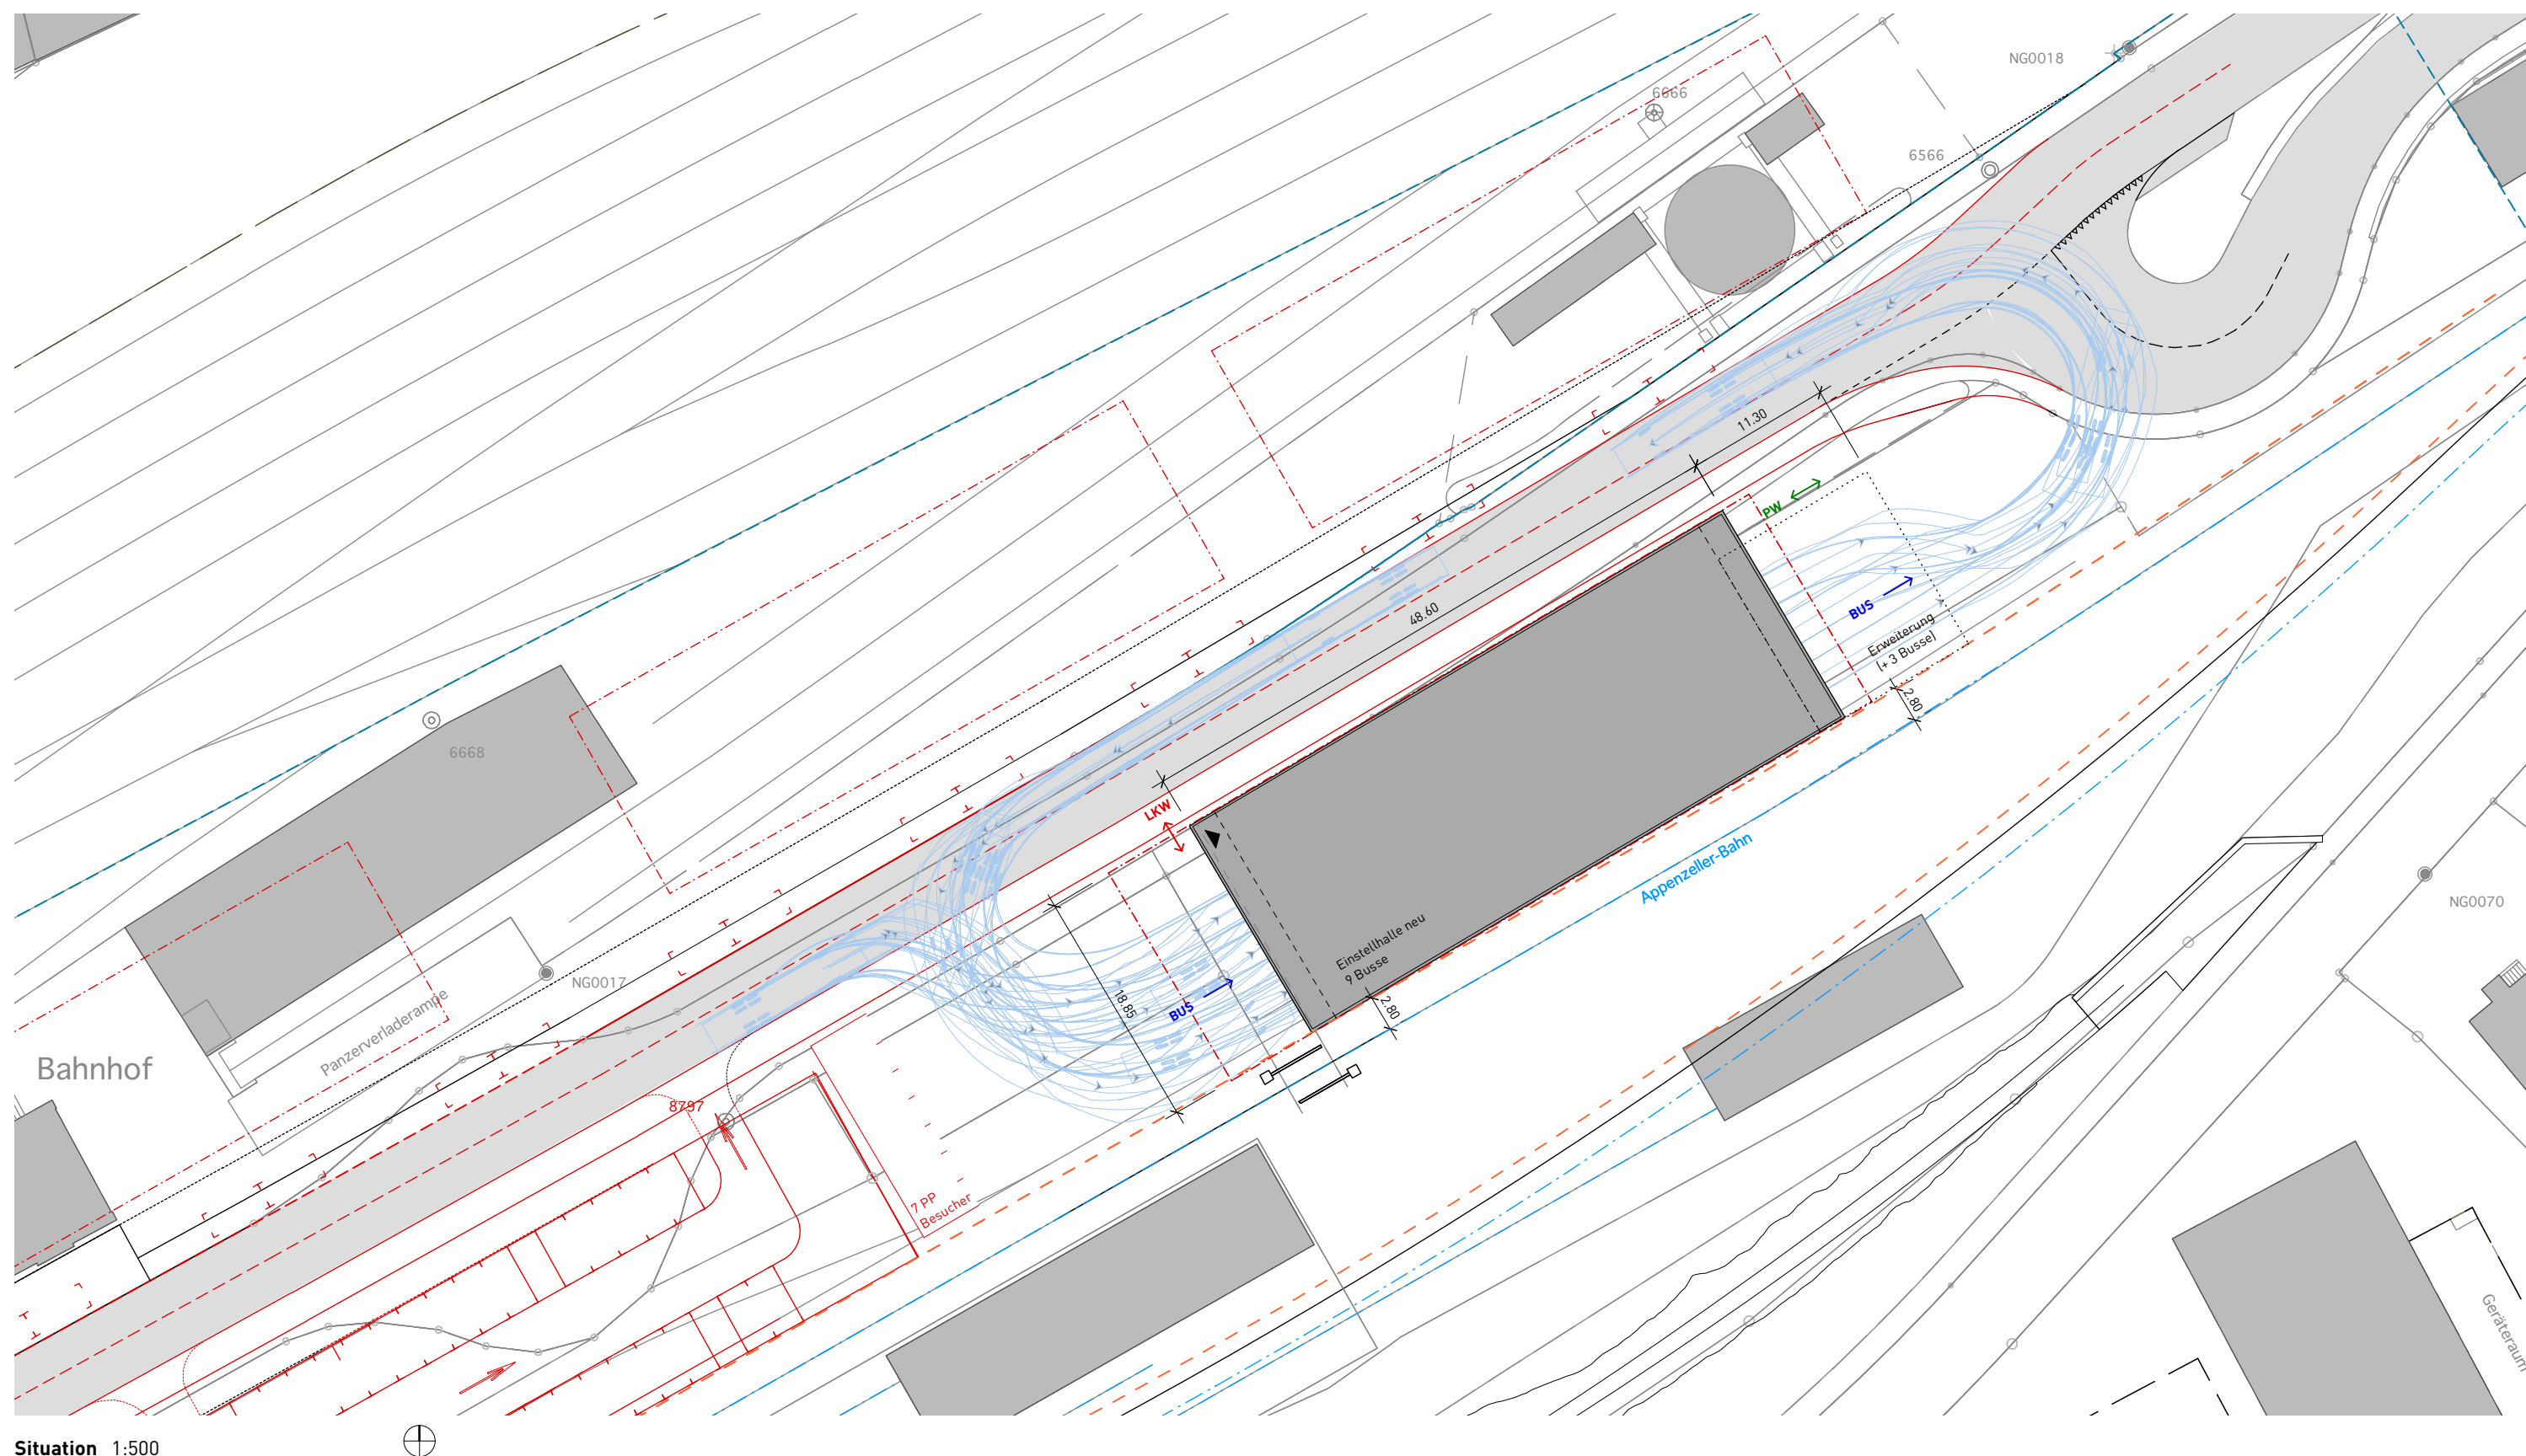 NG0018
6666
6566
11.30
PW
48.60
BUS
Erweiterung
(+ 3 Busse)
2.80
6668
LKW
Appenzeller-Bahn
NG0070
Einstellhalle neu
9 Busse
NG0017
18.85
BUS
2.80
Panzerverladerampe
Bahnhof
8797
7 PP
Besucher
Geräteraum
Situation 1:500